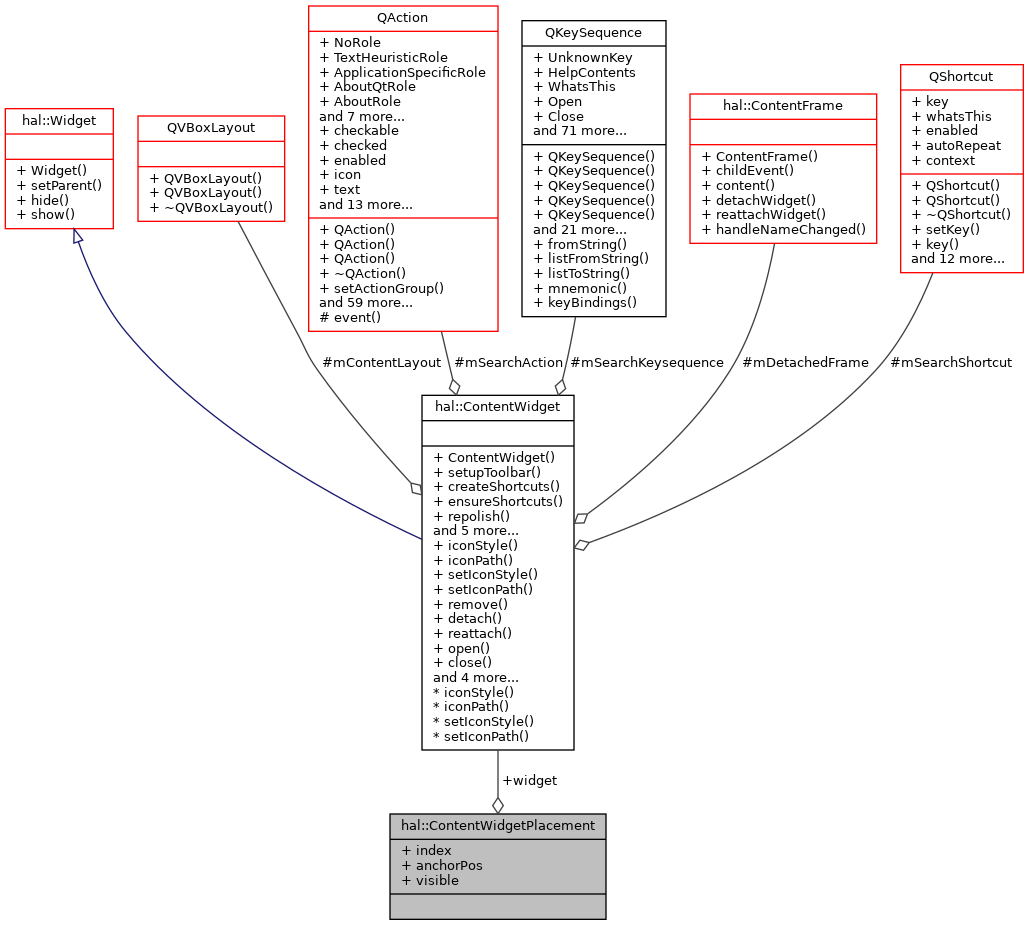 QAction
+ NoRole
+ TextHeuristicRole
+ ApplicationSpecificRole
+ AboutQtRole
+ AboutRole
and 7 more...
+ checkable
+ checked
+ enabled
+ icon
+ text
and 13 more...
+ QAction()
+ QAction()
+ QAction()
+ ~QAction()
+ setActionGroup()
and 59 more...
# event()
QKeySequence
+ UnknownKey
+ HelpContents
+ WhatsThis
+ Open
+ Close
and 71 more...
+ QKeySequence()
+ QKeySequence()
+ QKeySequence()
+ QKeySequence()
+ QKeySequence()
and 21 more...
+ fromString()
+ listFromString()
+ listToString()
+ mnemonic()
+ keyBindings()
QShortcut
+ key
+ whatsThis
+ enabled
+ autoRepeat
+ context
+ QShortcut()
+ QShortcut()
+ ~QShortcut()
+ setKey()
+ key()
and 12 more...
hal::ContentFrame
+ ContentFrame()
+ childEvent()
+ content()
+ detachWidget()
+ reattachWidget()
+ handleNameChanged()
hal::Widget
+ Widget()
+ setParent()
+ hide()
+ show()
QVBoxLayout
+ QVBoxLayout()
+ QVBoxLayout()
+ ~QVBoxLayout()
#mContentLayout
#mSearchAction
#mSearchKeysequence
#mDetachedFrame
#mSearchShortcut
hal::ContentWidget
+ ContentWidget()
+ setupToolbar()
+ createShortcuts()
+ ensureShortcuts()
+ repolish()
and 5 more...
+ iconStyle()
+ iconPath()
+ setIconStyle()
+ setIconPath()
+ remove()
+ detach()
+ reattach()
+ open()
+ close()
and 4 more...
* iconStyle()
* iconPath()
* setIconStyle()
* setIconPath()
+widget
hal::ContentWidgetPlacement
+ index
+ anchorPos
+ visible